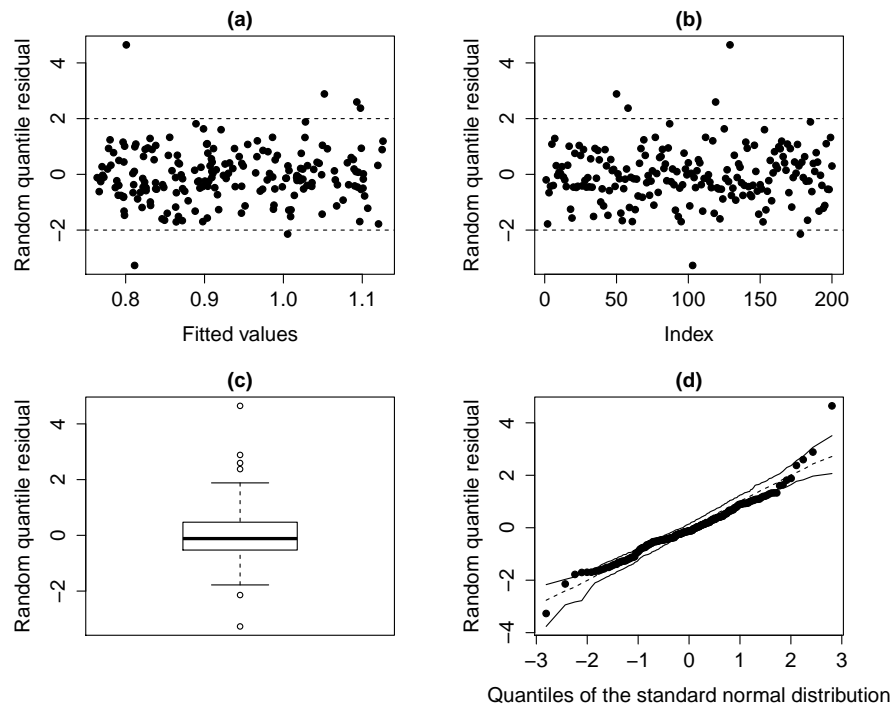 (a)
Random quantile residual
4
2
0
−2
0.8 0.9 1.0 1.1
Fitted values
(b)
Random quantile residual
4
2
0
−2
0 50 100 150 200
Index
(c)
Random quantile residual
4
2
0
−2
(d)
Random quantile residual
4
2
0
−2
−4
−3 −2 −1 0 1 2 3
Quantiles of the standard normal distribution